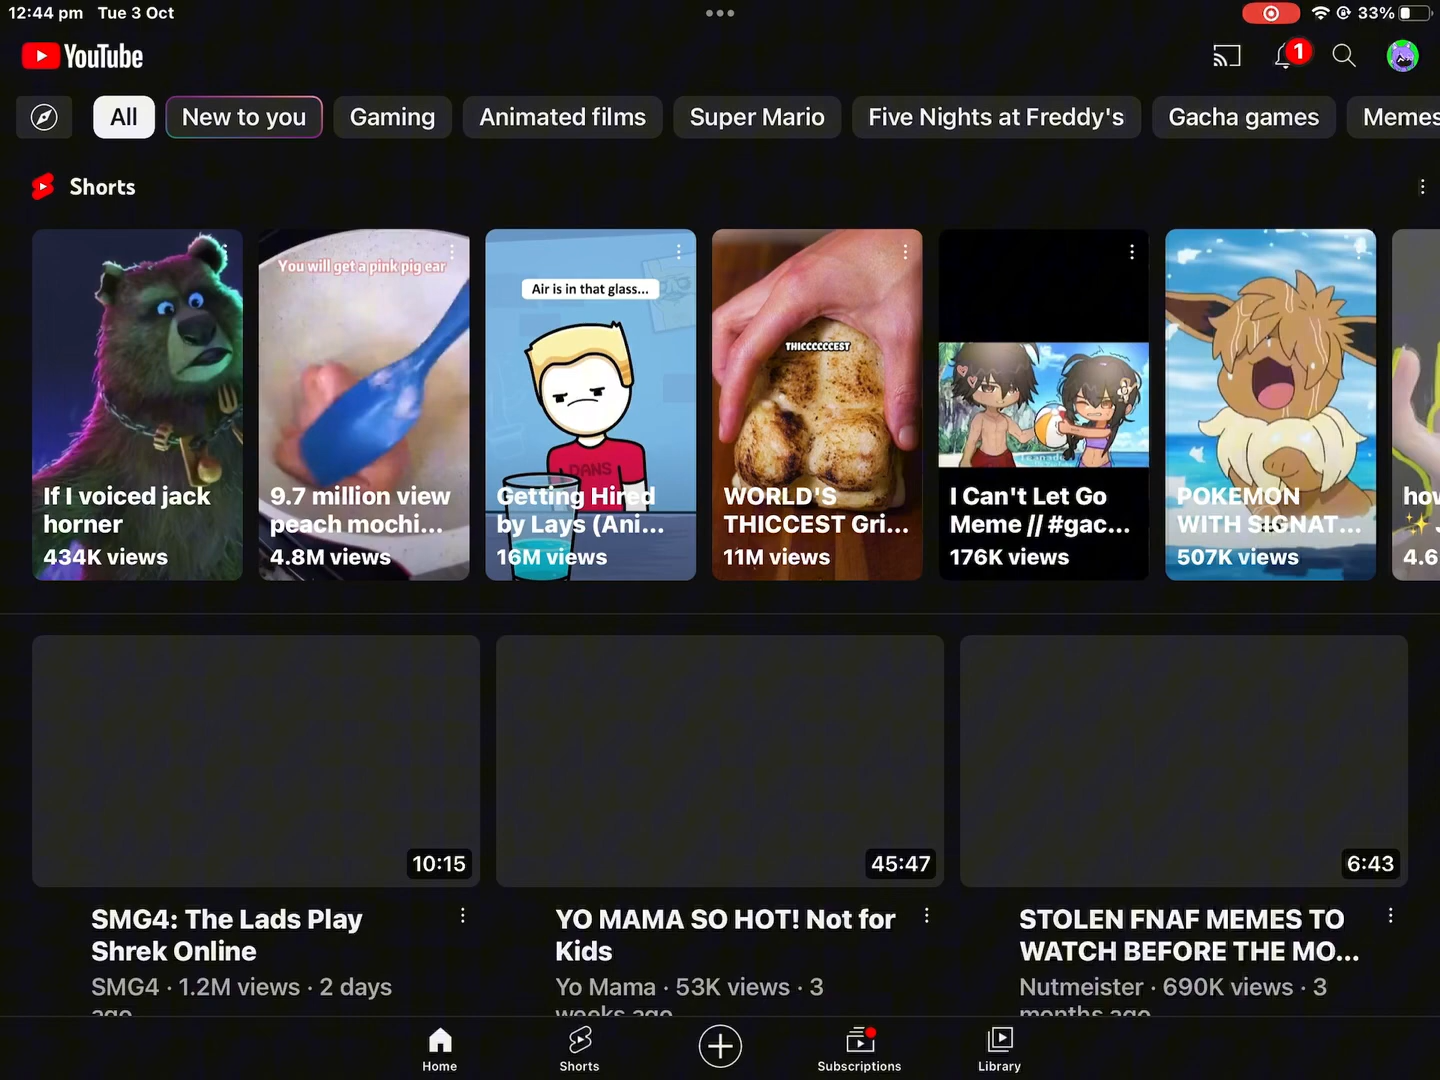 12:44 pm Tue 3 Oct
33%
YouTube
1
All
New to you
Gaming
Animated films
Super Mario
Five Nights at Freddy's
Gacha games
Memes
Shorts
If I voiced jack
horner
434K views
You will get a pink pig ear
9.7 million view
peach mochi...
4.8M views
Air is in that glass...
DANS
Getting Hired
by Lays (Ani...
16M views
THICCCCCCEST
WORLD'S
THICCEST Gri...
11M views
I Can't Let Go
Meme // #gac...
176K views
POKEMON
WITH SIGNAT...
507K views
how
4.6
10:15
45:47
6:43
SMG4: The Lads Play
Shrek Online
SMG4 · 1.2M views · 2 days
ago
YO MAMA SO HOT! Not for
Kids
Yo Mama · 53K views · 3
weeks ago
STOLEN FNAF MEMES TO
WATCH BEFORE THE MO...
Nutmeister · 690K views · 3
months ago
Home
Shorts
Subscriptions
Library